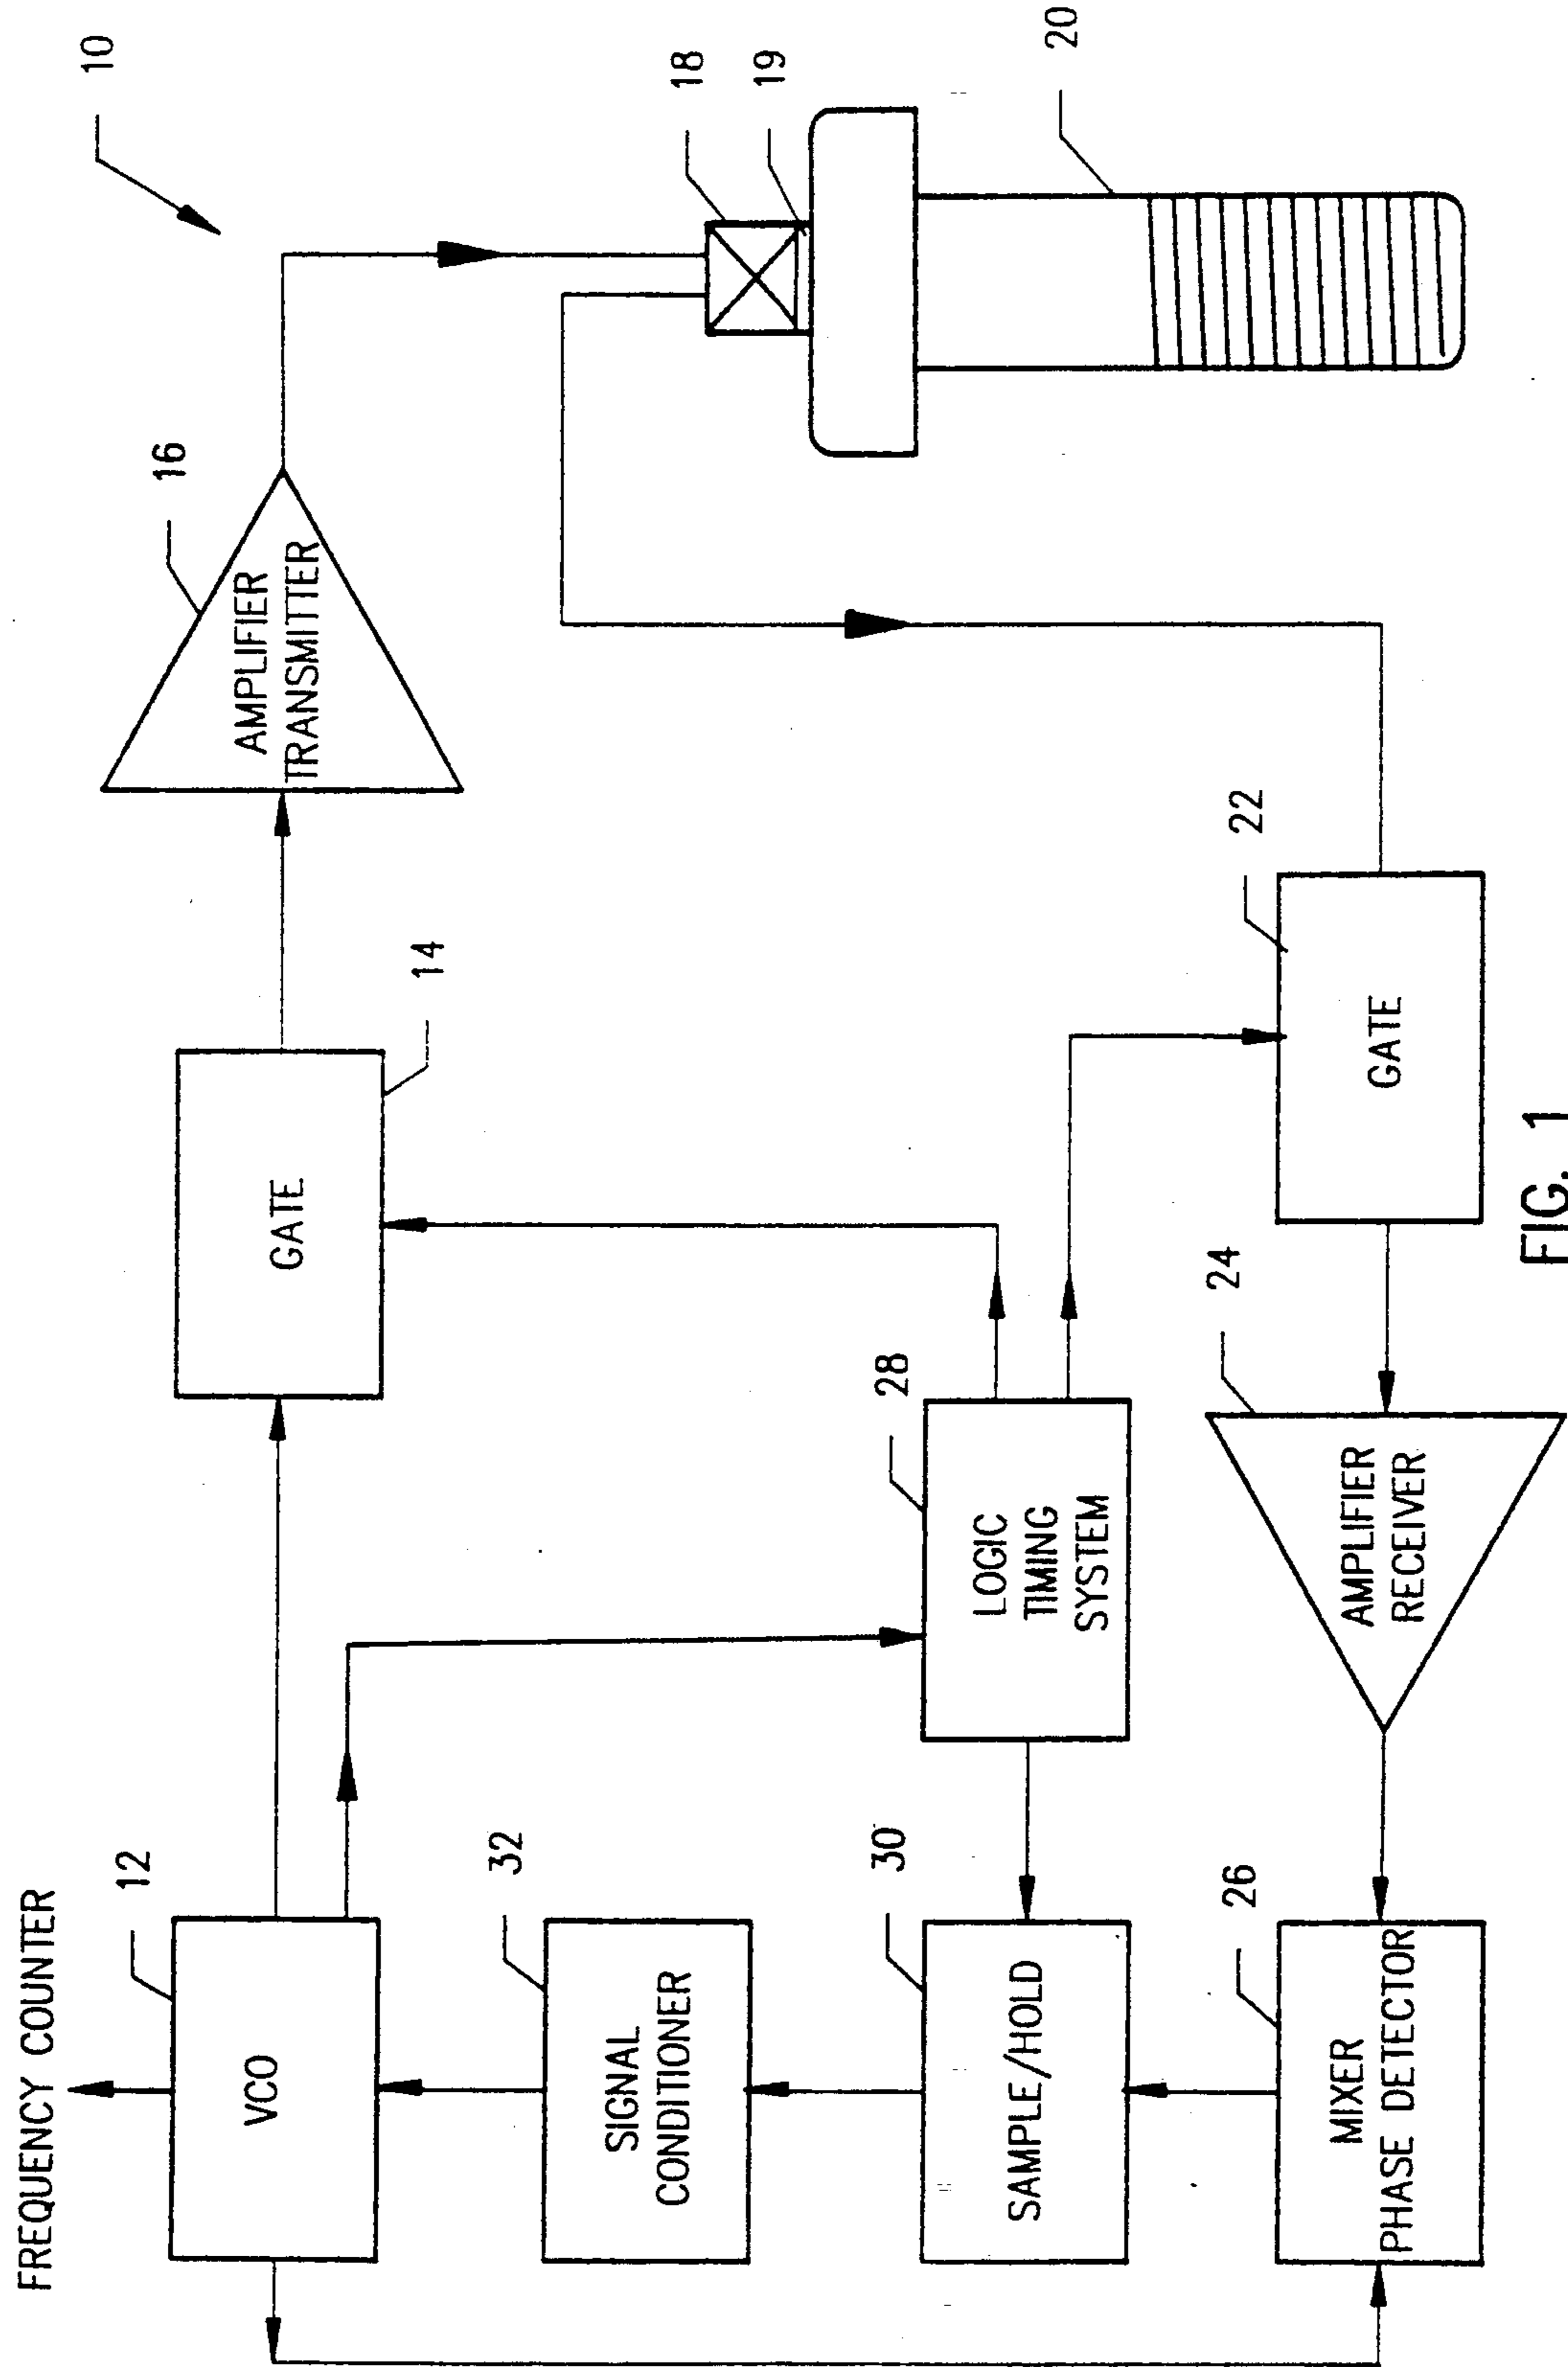 FREQUENCY COUNTER
10
12
VCO
14
GATE
16
AMPLIFIER
TRANSMITTER
18
19
20
32
SIGNAL
CONDITIONER
28
LOGIC
TIMING
SYSTEM
30
SAMPLE/HOLD
22
GATE
24
AMPLIFIER
RECEIVER
26
MIXER
PHASE DETECTOR
FIG. 1